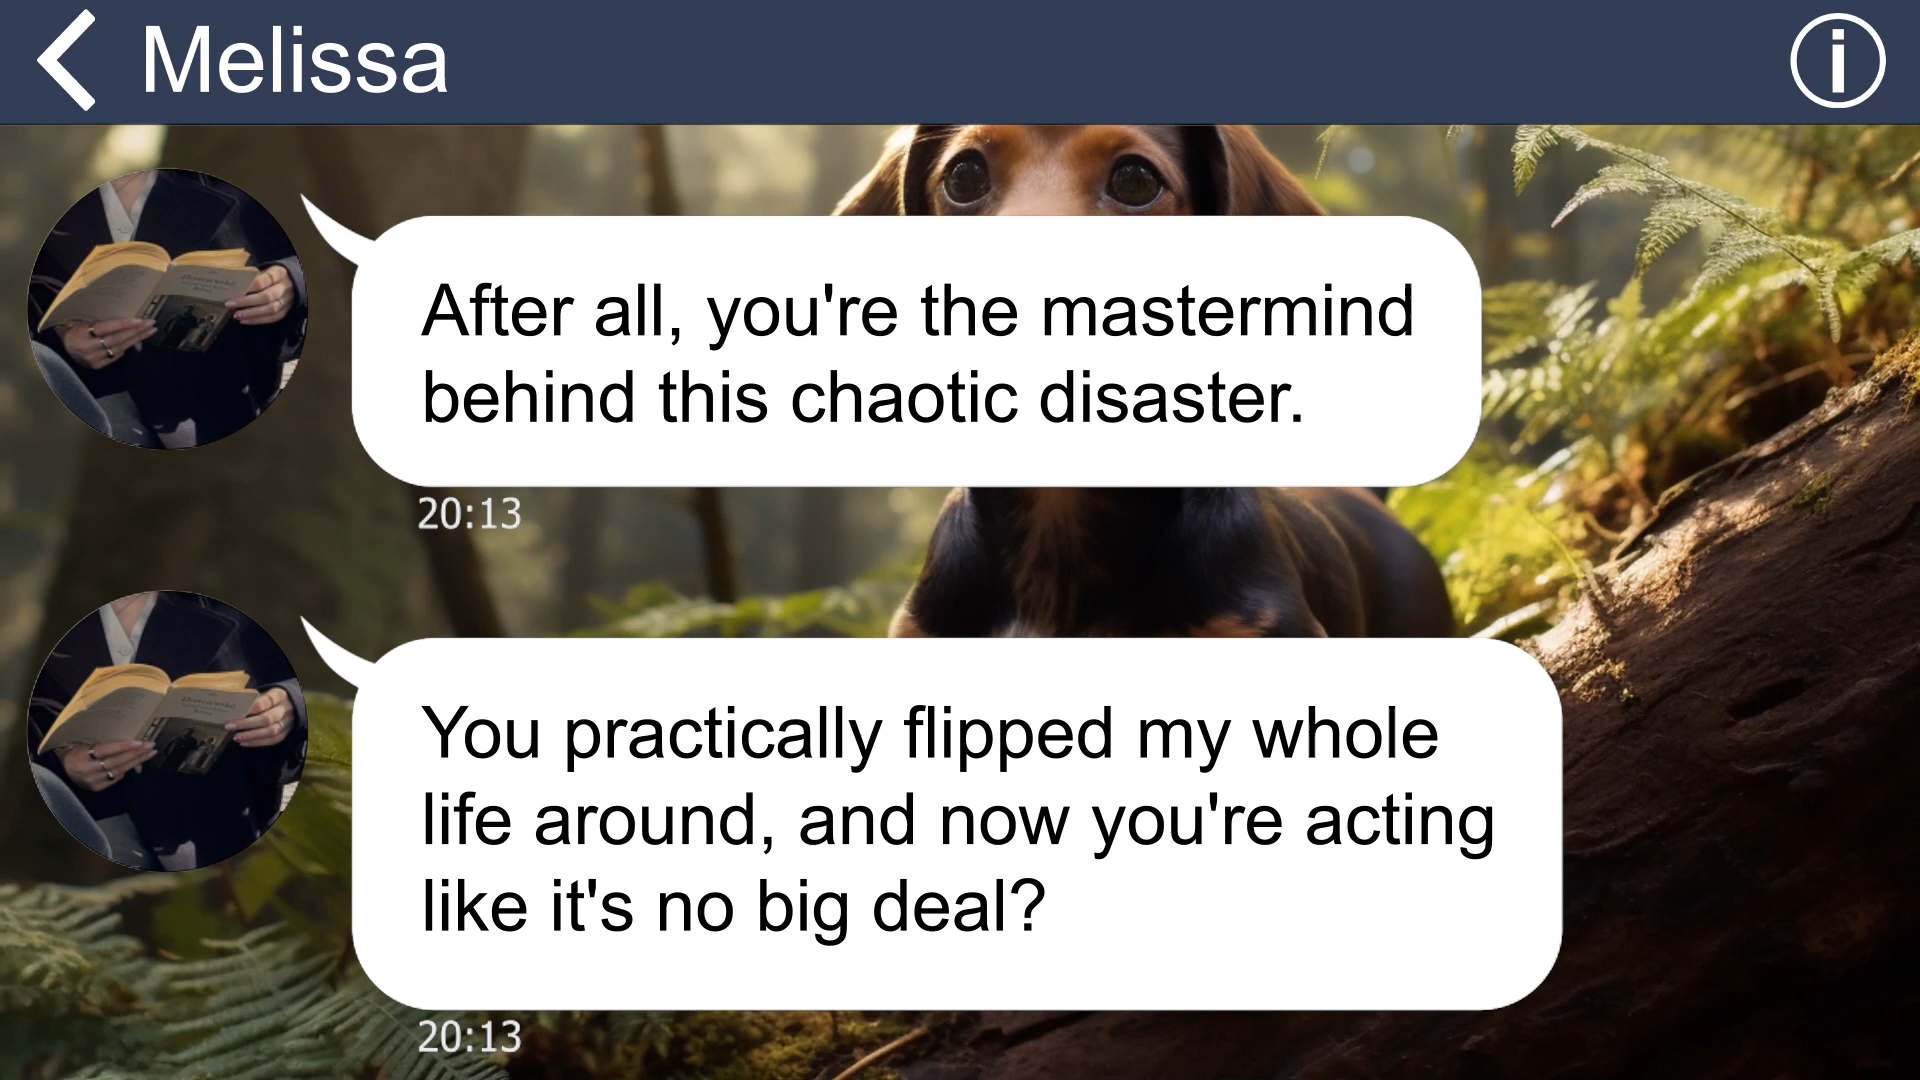 Melissa
After all, you're the mastermind
behind this chaotic disaster.
20:13
You practically flipped my whole
life around, and now you're acting
like it's no big deal?
20:13